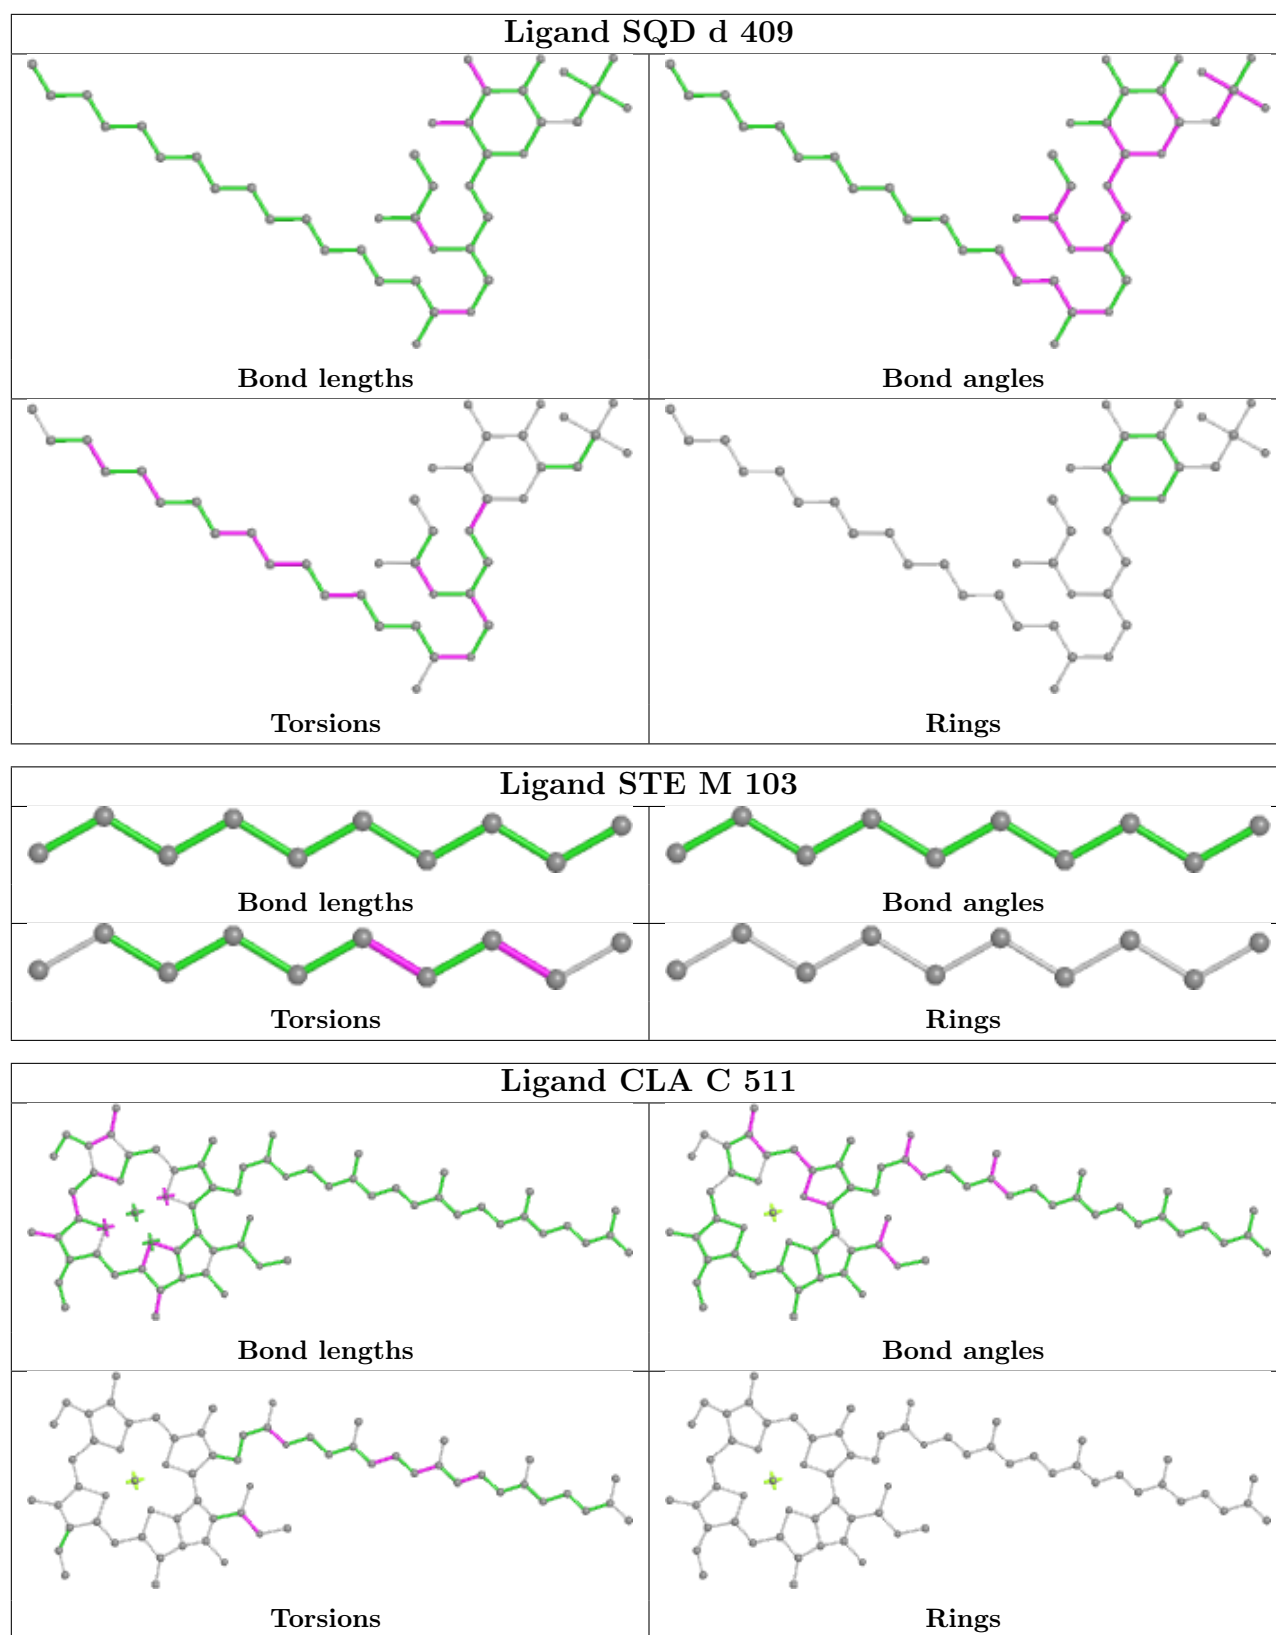 Ligand SQD d 409
Bond lengths
Bond angles
Torsions
Rings
Ligand STE M 103
Bond lengths
Bond angles
Torsions
Rings
Ligand CLA C 511
Bond lengths
Bond angles
Torsions
Rings